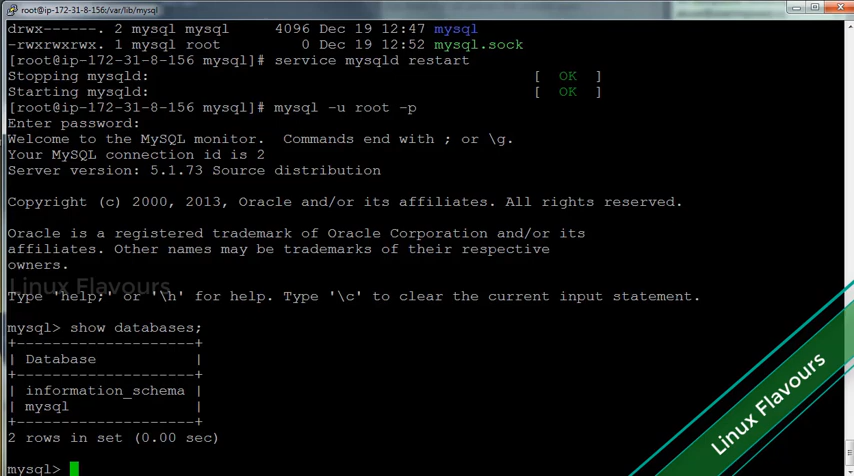 root@ip-172-31-8-156:/var/lib/mysql
drwx------. 2 mysql mysql    4096 Dec 19 12:47 mysql
-rwxrwxrwx. 1 mysql root        0 Dec 19 12:52 mysql.sock
[root@ip-172-31-8-156 mysql]# service mysqld restart
Stopping mysqld:                                           [  OK  ]
Starting mysqld:                                           [  OK  ]
[root@ip-172-31-8-156 mysql]# mysql -u root -p
Enter password:
Welcome to the MySQL monitor.  Commands end with ; or \g.
Your MySQL connection id is 2
Server version: 5.1.73 Source distribution
Copyright (c) 2000, 2013, Oracle and/or its affiliates. All rights reserved.
Oracle is a registered trademark of Oracle Corporation and/or its
affiliates. Other names may be trademarks of their respective
owners.
Linux Flavours
Type 'help;' or '\h' for help. Type '\c' to clear the current input statement.
mysql> show databases;
+--------------------+
| Database           |
+--------------------+
| information_schema |
| mysql              |
+--------------------+
2 rows in set (0.00 sec)
mysql>
Linux Flavours